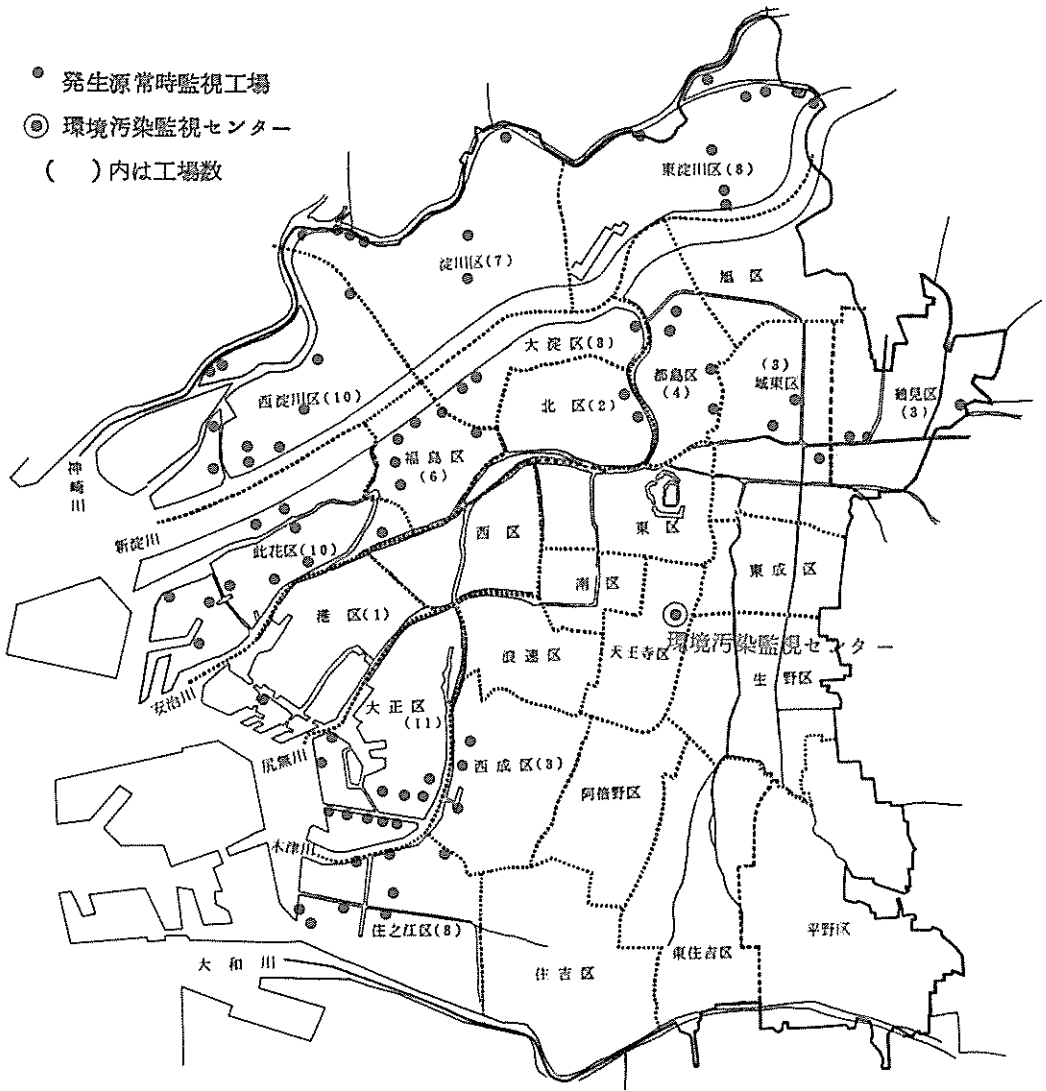 発生源常時監視工場
環境汚染監視センター
( )内は工場数
東淀川区(8)
淀川区(7)
旭区
大淀区(3)
都島区
(4)
(3)
城東区
鶴見区
(3)
西淀川区(10)
北区(2)
福島区
(6)
神崎川
新淀川
此花区(10)
西区
東区
南区
東成区
港区(1)
浪速区
天王寺区
環境汚染監視センター
生野区
安治川
大正区
(11)
尻無川
西成区(3)
阿倍野区
木津川
住之江区(8)
大和川
住吉区
東住吉区
平野区